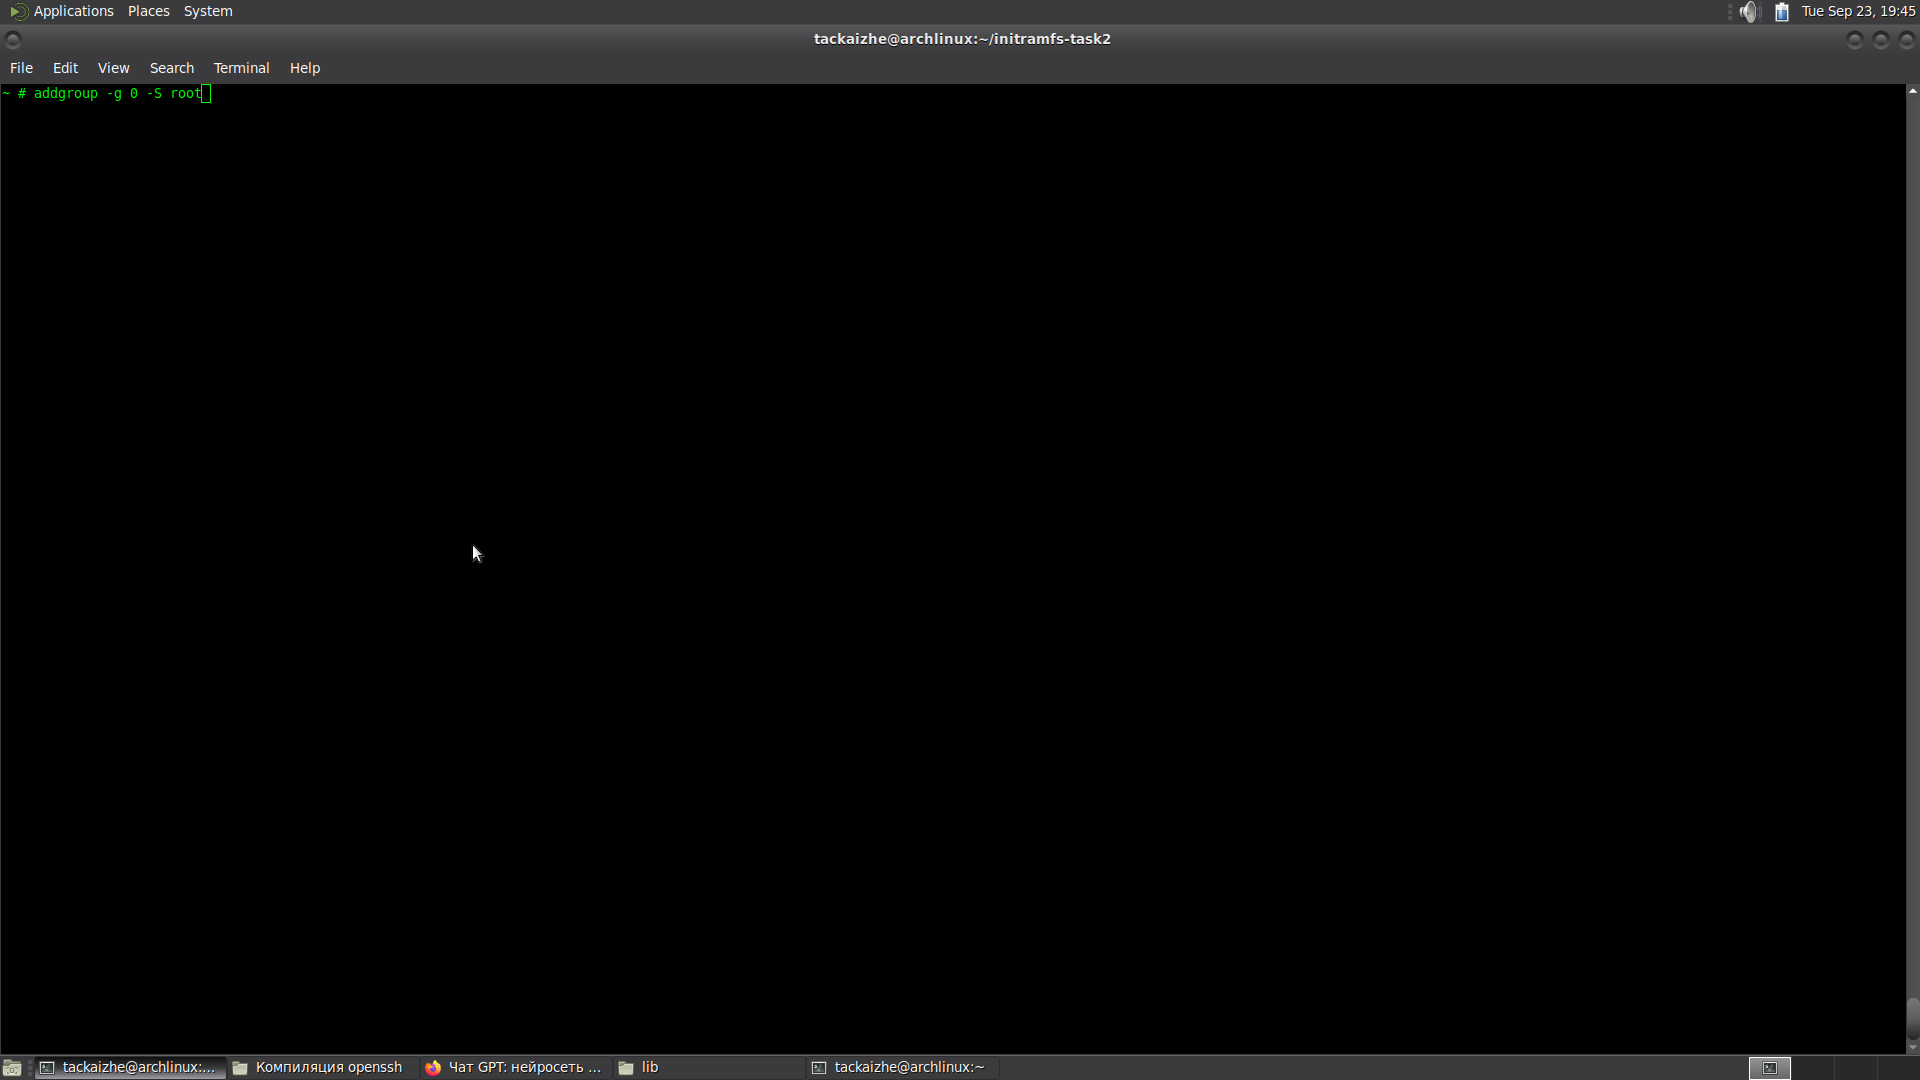 Applications Places System Tue Sep 23, 19:45
tackaizhe@archlinux:~/initramfs-task2
File Edit View Search Terminal Help
~ # addgroup -g 0 -S root
tackaizhe@archlinux:... Компиляция openssh Чат GPT: нейросеть ... lib tackaizhe@archlinux:~